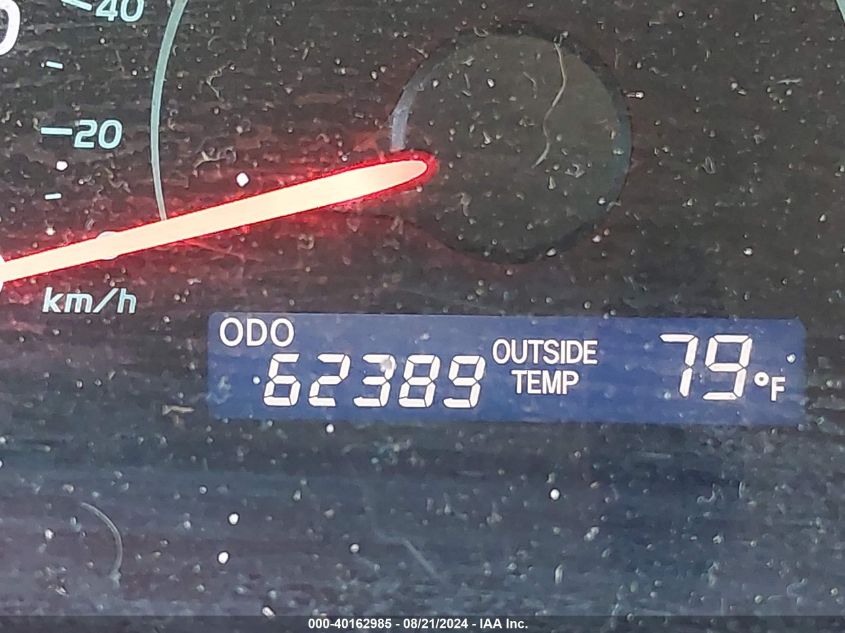 40
20
km/h
ODO
62389
OUTSIDE
TEMP
79°F
000-40162985 - 08/21/2024 - IAA Inc.